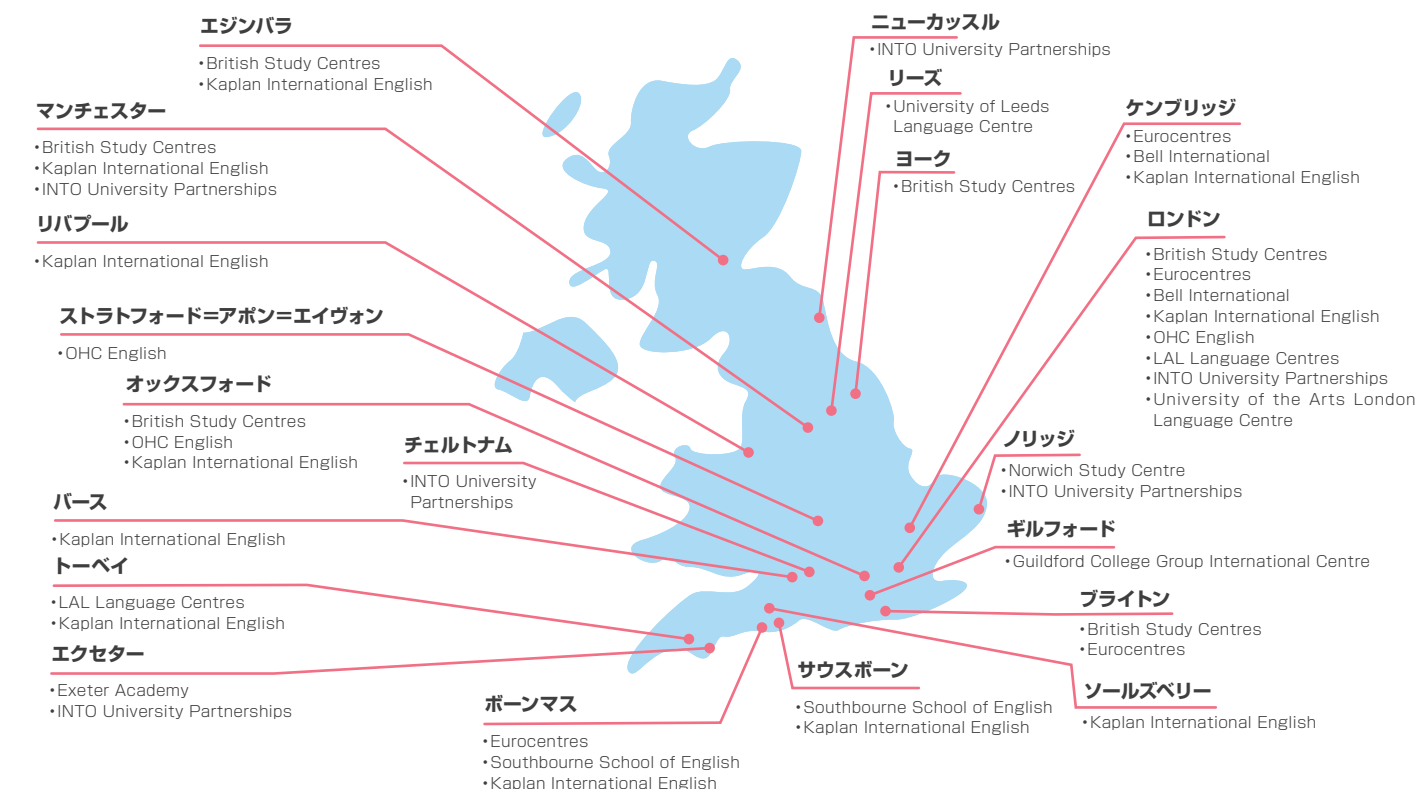 エジンバラ
•British Study Centres
•Kaplan International English
マンチェスター
•British Study Centres
•Kaplan International English
•INTO University Partnerships
リバプール
•Kaplan International English
ストラトフォード=アポン=エイヴォン
•OHC English
オックスフォード
•British Study Centres
•OHC English
•Kaplan International English
チェルトナム
•INTO University
Partnerships
バース
•Kaplan International English
トーベイ
•LAL Language Centres
•Kaplan International English
エクセター
•Exeter Academy
•INTO University Partnerships
ボーンマス
•Eurocentres
•Southbourne School of English
•Kaplan International English
サウスボーン
•Southbourne School of English
•Kaplan International English
ニューカッスル
•INTO University Partnerships
リーズ
•University of Leeds
Language Centre
ヨーク
•British Study Centres
ケンブリッジ
•Eurocentres
•Bell International
•Kaplan International English
ロンドン
•British Study Centres
•Eurocentres
•Bell International
•Kaplan International English
•OHC English
•LAL Language Centres
•INTO University Partnerships
•University of the Arts London
Language Centre
ノリッジ
•Norwich Study Centre
•INTO University Partnerships
ギルフォード
•Guildford College Group International Centre
ブライトン
•British Study Centres
•Eurocentres
ソールズベリー
•Kaplan International English